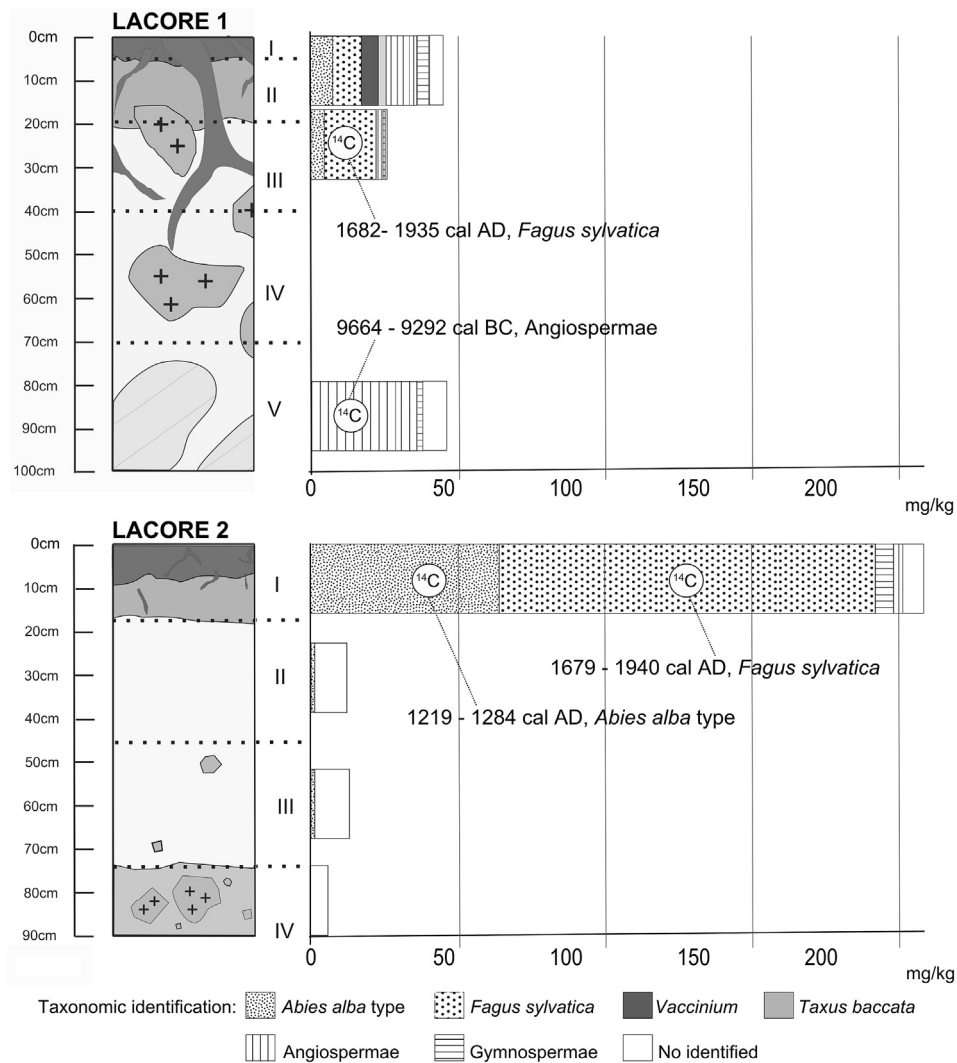 LACORE 1
0cm
10cm
20cm
30cm
40cm
50cm
60cm
70cm
80cm
90cm
100cm
I
II
III
IV
V
14C
1682- 1935 cal AD, Fagus sylvatica
9664 - 9292 cal BC, Angiospermae
14C
0 50 100 150 200
mg/kg
LACORE 2
0cm
10cm
20cm
30cm
40cm
50cm
60cm
70cm
80cm
90cm
I
II
III
IV
14C 14C
1679 - 1940 cal AD, Fagus sylvatica
1219 - 1284 cal AD, Abies alba type
0 50 100 150 200
mg/kg
Taxonomic identification: Abies alba type Fagus sylvatica Vaccinium Taxus baccata
Angiospermae Gymnospermae No identified